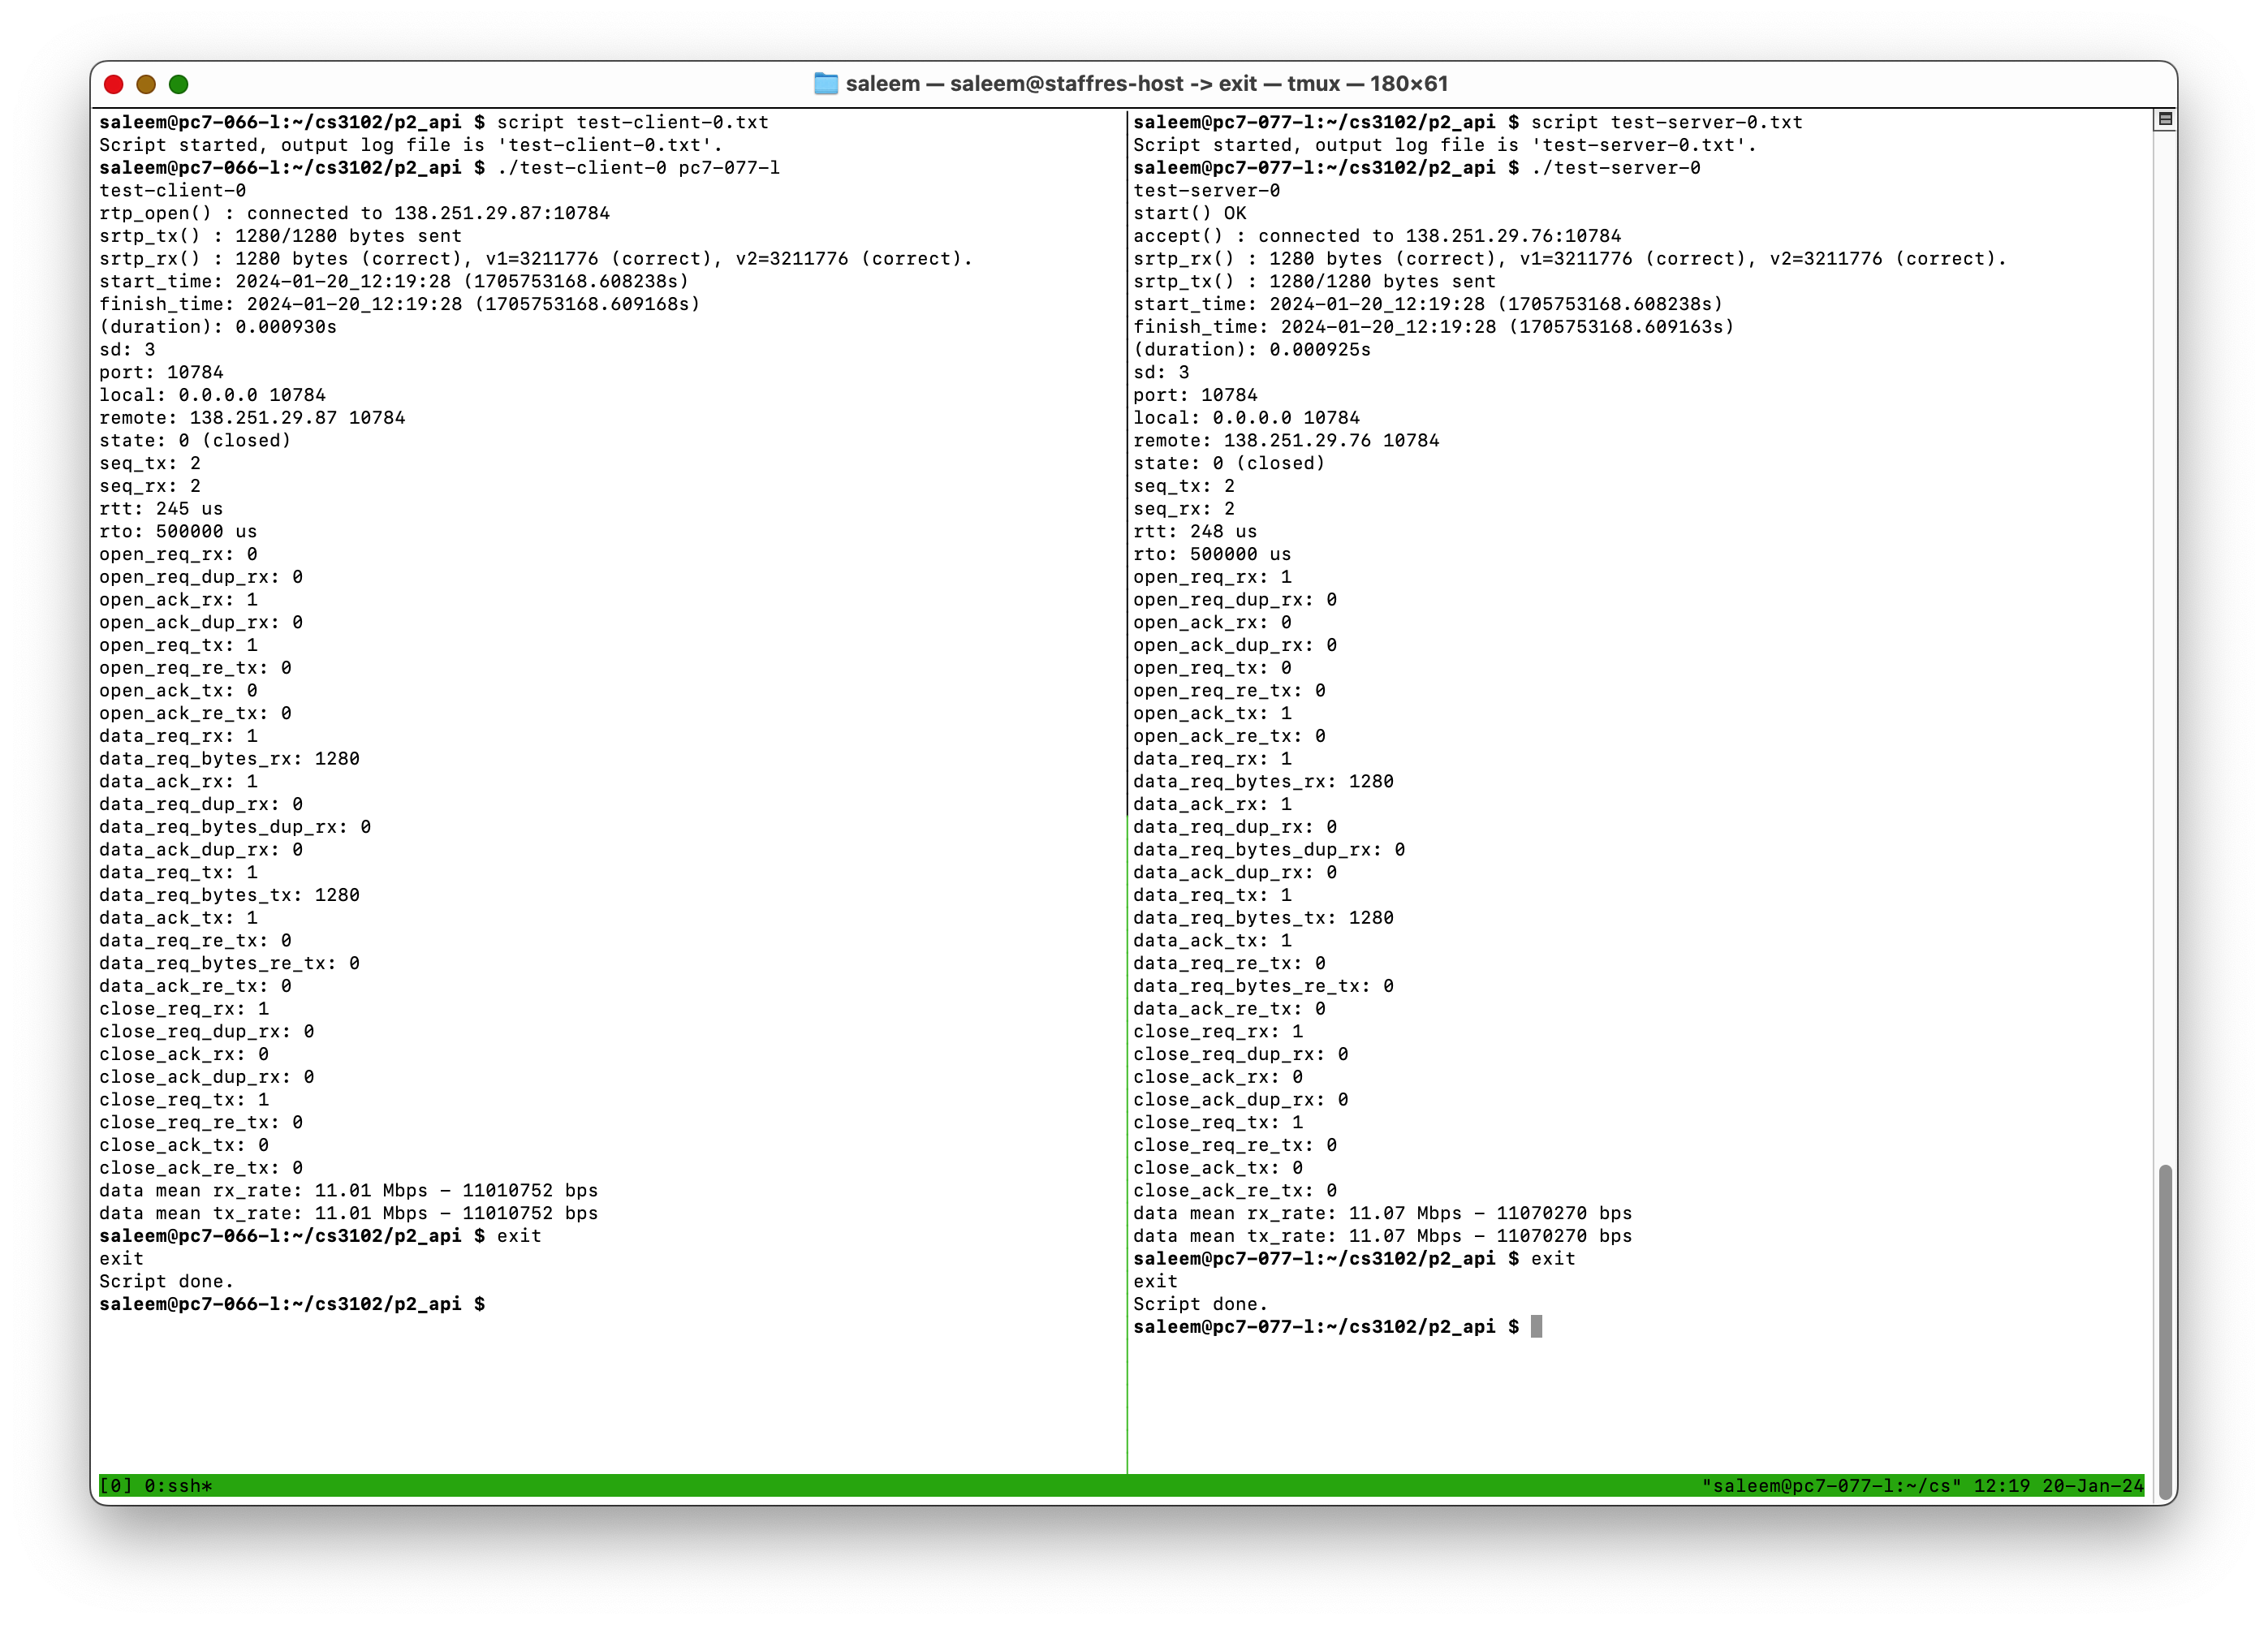 saleem — saleem@staffres-host -> exit — tmux — 180×61
saleem@pc7-066-l:~/cs3102/p2_api $ script test-client-0.txt
Script started, output log file is 'test-client-0.txt'.
saleem@pc7-066-l:~/cs3102/p2_api $ ./test-client-0 pc7-077-l
test-client-0
rtp_open() : connected to 138.251.29.87:10784
srtp_tx() : 1280/1280 bytes sent
srtp_rx() : 1280 bytes (correct), v1=3211776 (correct), v2=3211776 (correct).
start_time: 2024-01-20_12:19:28 (1705753168.608238s)
finish_time: 2024-01-20_12:19:28 (1705753168.609168s)
(duration): 0.000930s
sd: 3
port: 10784
local: 0.0.0.0 10784
remote: 138.251.29.87 10784
state: 0 (closed)
seq_tx: 2
seq_rx: 2
rtt: 245 us
rto: 500000 us
open_req_rx: 0
open_req_dup_rx: 0
open_ack_rx: 1
open_ack_dup_rx: 0
open_req_tx: 1
open_req_re_tx: 0
open_ack_tx: 0
open_ack_re_tx: 0
data_req_rx: 1
data_req_bytes_rx: 1280
data_ack_rx: 1
data_req_dup_rx: 0
data_req_bytes_dup_rx: 0
data_ack_dup_rx: 0
data_req_tx: 1
data_req_bytes_tx: 1280
data_ack_tx: 1
data_req_re_tx: 0
data_req_bytes_re_tx: 0
data_ack_re_tx: 0
close_req_rx: 1
close_req_dup_rx: 0
close_ack_rx: 0
close_ack_dup_rx: 0
close_req_tx: 1
close_req_re_tx: 0
close_ack_tx: 0
close_ack_re_tx: 0
data mean rx_rate: 11.01 Mbps - 11010752 bps
data mean tx_rate: 11.01 Mbps - 11010752 bps
saleem@pc7-066-l:~/cs3102/p2_api $ exit
exit
Script done.
saleem@pc7-066-l:~/cs3102/p2_api $
saleem@pc7-077-l:~/cs3102/p2_api $ script test-server-0.txt
Script started, output log file is 'test-server-0.txt'.
saleem@pc7-077-l:~/cs3102/p2_api $ ./test-server-0
test-server-0
start() OK
accept() : connected to 138.251.29.76:10784
srtp_rx() : 1280 bytes (correct), v1=3211776 (correct), v2=3211776 (correct).
srtp_tx() : 1280/1280 bytes sent
start_time: 2024-01-20_12:19:28 (1705753168.608238s)
finish_time: 2024-01-20_12:19:28 (1705753168.609163s)
(duration): 0.000925s
sd: 3
port: 10784
local: 0.0.0.0 10784
remote: 138.251.29.76 10784
state: 0 (closed)
seq_tx: 2
seq_rx: 2
rtt: 248 us
rto: 500000 us
open_req_rx: 1
open_req_dup_rx: 0
open_ack_rx: 0
open_ack_dup_rx: 0
open_req_tx: 0
open_req_re_tx: 0
open_ack_tx: 1
open_ack_re_tx: 0
data_req_rx: 1
data_req_bytes_rx: 1280
data_ack_rx: 1
data_req_dup_rx: 0
data_req_bytes_dup_rx: 0
data_ack_dup_rx: 0
data_req_tx: 1
data_req_bytes_tx: 1280
data_ack_tx: 1
data_req_re_tx: 0
data_req_bytes_re_tx: 0
data_ack_re_tx: 0
close_req_rx: 1
close_req_dup_rx: 0
close_ack_rx: 0
close_ack_dup_rx: 0
close_req_tx: 1
close_req_re_tx: 0
close_ack_tx: 0
close_ack_re_tx: 0
data mean rx_rate: 11.07 Mbps - 11070270 bps
data mean tx_rate: 11.07 Mbps - 11070270 bps
saleem@pc7-077-l:~/cs3102/p2_api $ exit
exit
Script done.
saleem@pc7-077-l:~/cs3102/p2_api $
[0] 0:ssh* "saleem@pc7-077-l:~/cs" 12:19 20-Jan-24